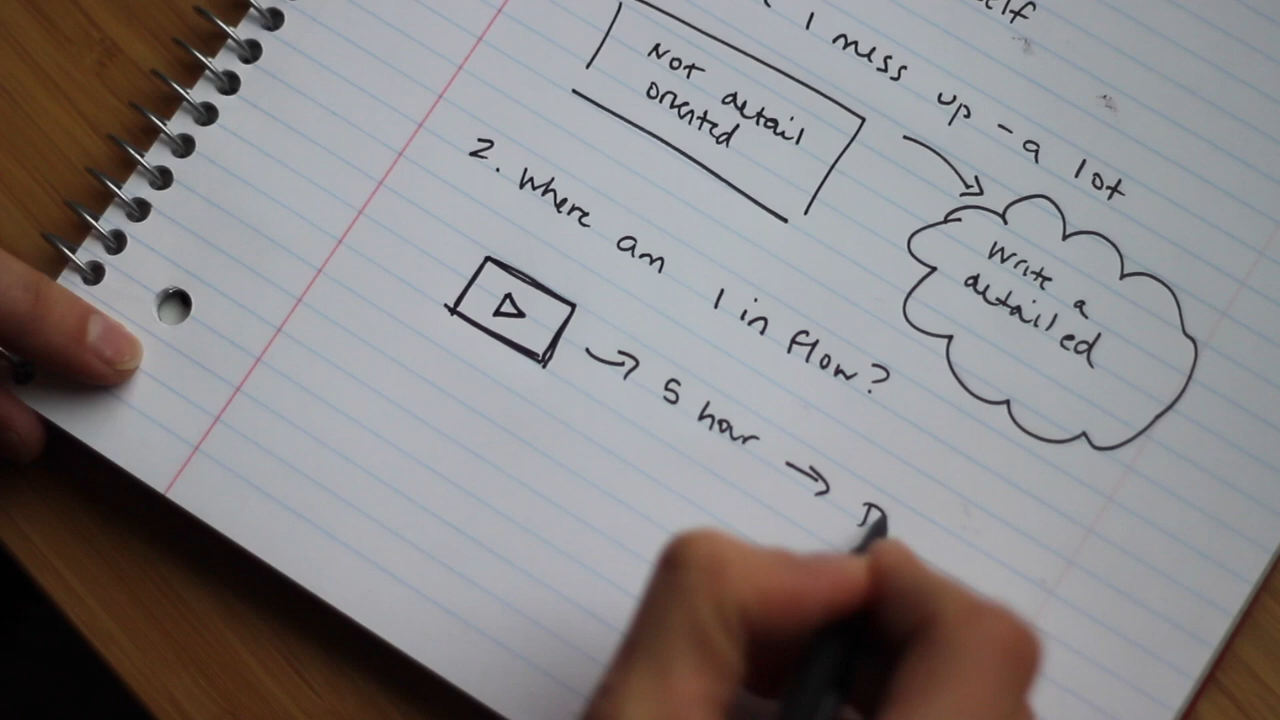 I mess up - a lot
Not detail
oriented
Write a
detailed
2. Where am I in flow?
5 hour